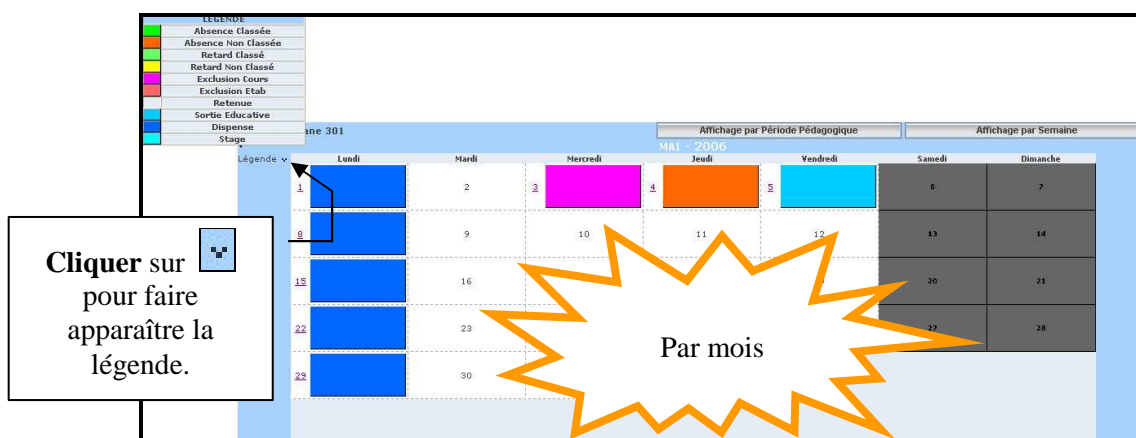 LEGENDE
Absence Classée
Absence Non Classée
Retard Classé
Retard Non Classé
Exclusion Cours
Exclusion Etab
Retenue
Sortie Educative
Dispense
Stage
ne 301
Affichage par Période Pédagogique
Affichage par Semaine
MAI - 2006
Légende
Lundi Mardi Mercredi Jeudi Vendredi Samedi Dimanche
1 2 3 4 5 6 7
8 9 10 11 12 13 14
15 16 20 21
22 23 27 28
29 30
Cliquer sur
pour faire
apparaître la
légende.
Par mois